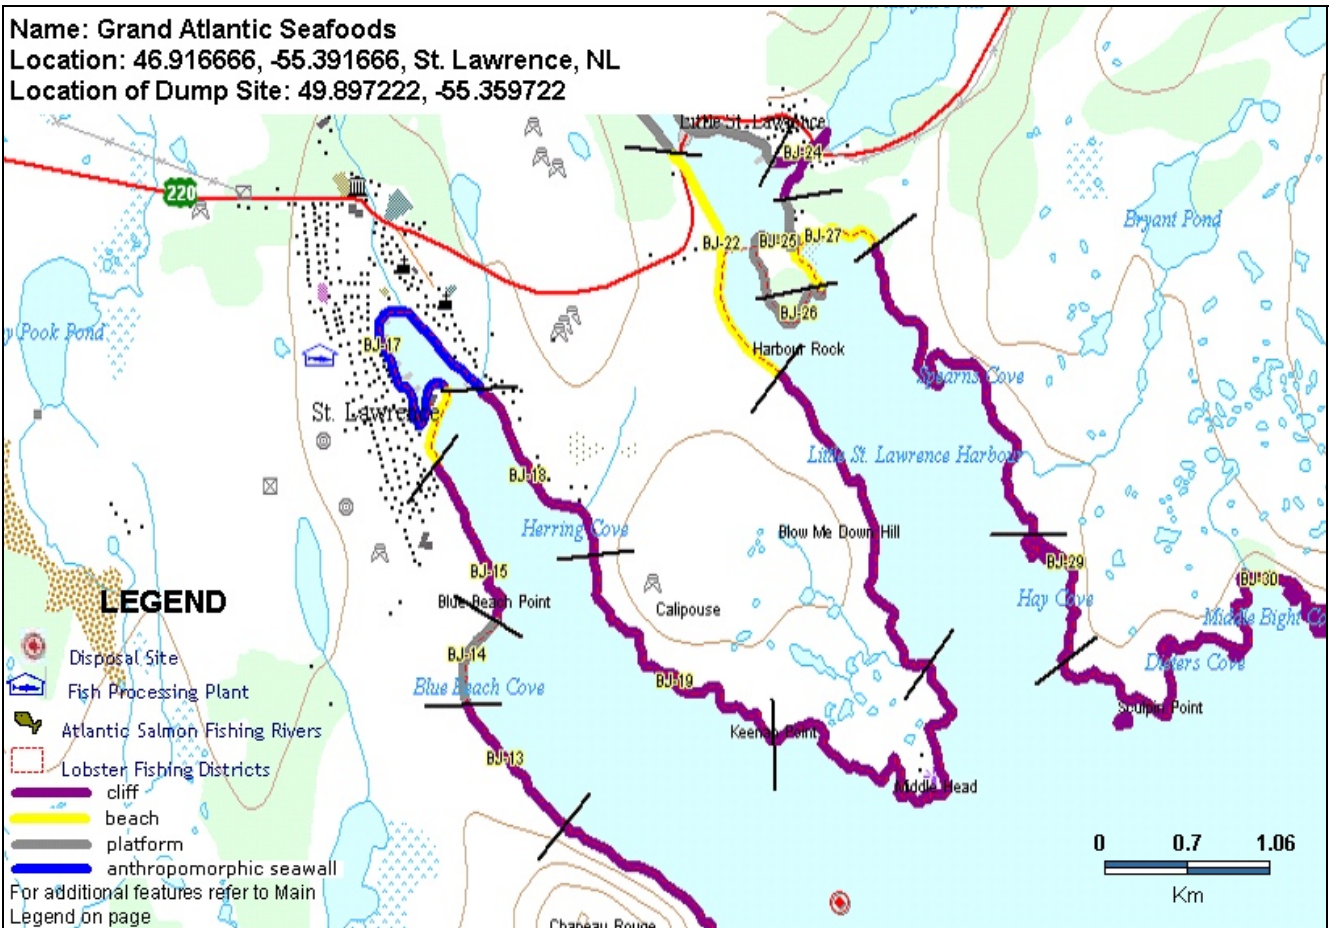 Name: Grand Atlantic Seafoods
Location: 46.916666, -55.391666, St. Lawrence, NL
Location of Dump Site: 49.897222, -55.359722
Little St. Lawrence
BJ-24
220
Bryant Pond
BJ-22
BJ-25
BJ-27
BJ-26
y Pook Pond
BJ-17
Harbour Rock
Spearns Cove
St. Lawrence
Little St. Lawrence Harbour
BJ-18
Herring Cove
Blow Me Down Hill
BJ-29
BJ-15
BJ-30
Blue Beach Point
Calipouse
Hay Cove
Middle Bight Co
BJ-14
Dieters Cove
Blue Beach Cove
BJ-19
Sculpin Point
Keenan Point
BJ-13
Middle Head
Chapeau Rouge
LEGEND
Disposal Site
Fish Processing Plant
Atlantic Salmon Fishing Rivers
Lobster Fishing Districts
cliff
beach
platform
anthropomorphic seawall
For additional features refer to Main
Legend on page
0 0.7 1.06
Km